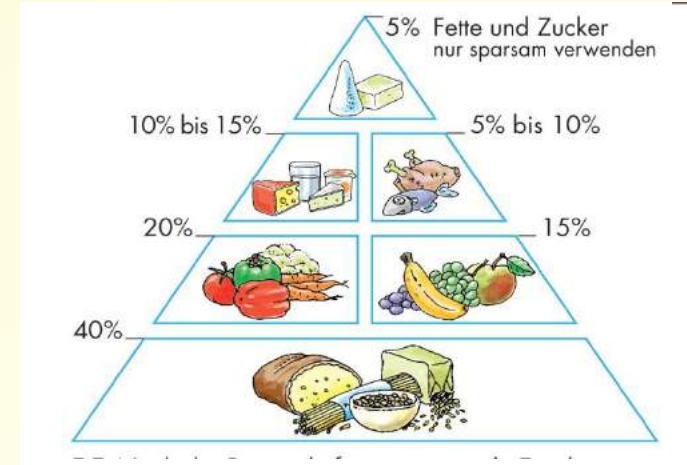 5% Fette und Zucker
nur sparsam verwenden
10% bis 15%
5% bis 10%
20%
15%
40%